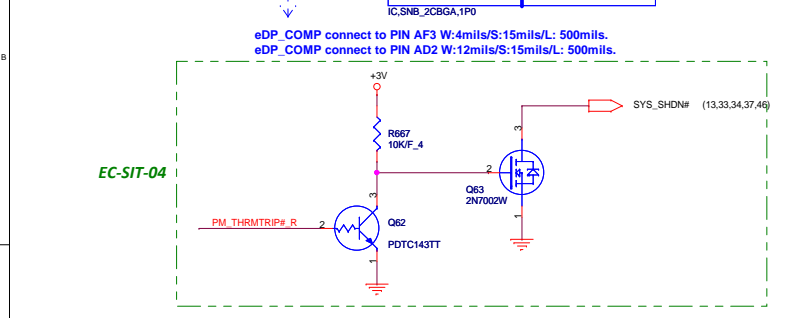 IC,SNB_2CBGA,1P0
eDP_COMP connect to PIN AF3 W:4mils/S:15mils/L: 500mils.
eDP_COMP connect to PIN AD2 W:12mils/S:15mils/L: 500mils.
B
+3V
SYS_SHDN# (13,33,34,37,46)
3
R667
10K/F_4
EC-SIT-04
2
Q63
2N7002W
3
PM_THRMTRIP#_R
2
Q62
1
PDTC143TT
1